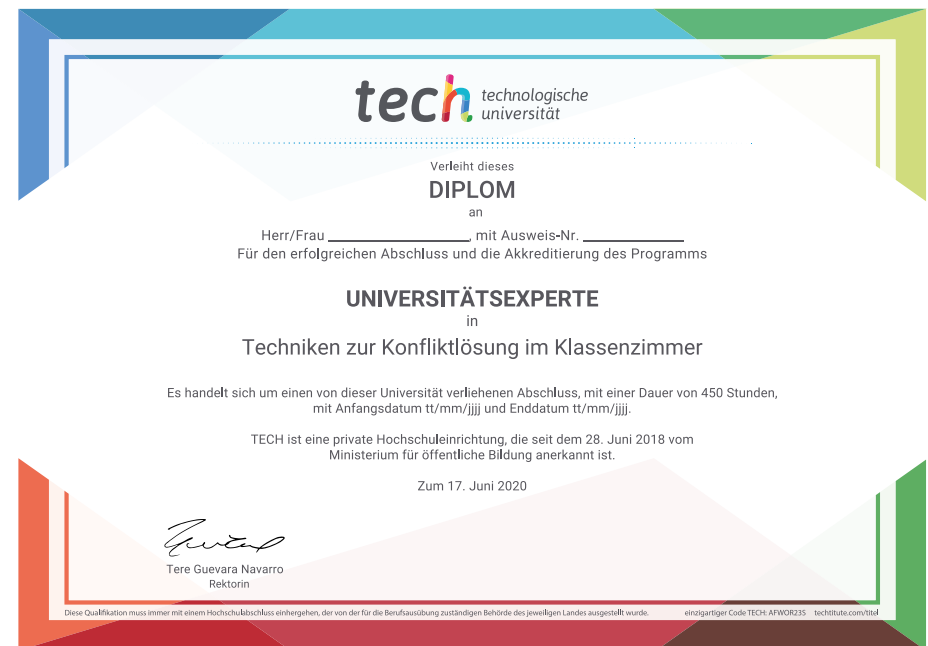 tech technologische
universität
Verleiht dieses
DIPLOM
an
Herr/Frau ____________________, mit Ausweis-Nr. ______________
Für den erfolgreichen Abschluss und die Akkreditierung des Programms
UNIVERSITÄTSEXPERTE
in
Techniken zur Konfliktlösung im Klassenzimmer
Es handelt sich um einen von dieser Universität verliehenen Abschluss, mit einer Dauer von 450 Stunden,
mit Anfangsdatum tt/mm/jjjj und Enddatum tt/mm/jjjj.
TECH ist eine private Hochschuleinrichtung, die seit dem 28. Juni 2018 vom
Ministerium für öffentliche Bildung anerkannt ist.
Zum 17. Juni 2020
Tere Guevara Navarro
Rektorin
Diese Qualifikation muss immer mit einem Hochschulabschluss einhergehen, der von der für die Berufsausübung zuständigen Behörde des jeweiligen Landes ausgestellt wurde. einzigartiger Code TECH: AFWOR23S techtitute.com/titel